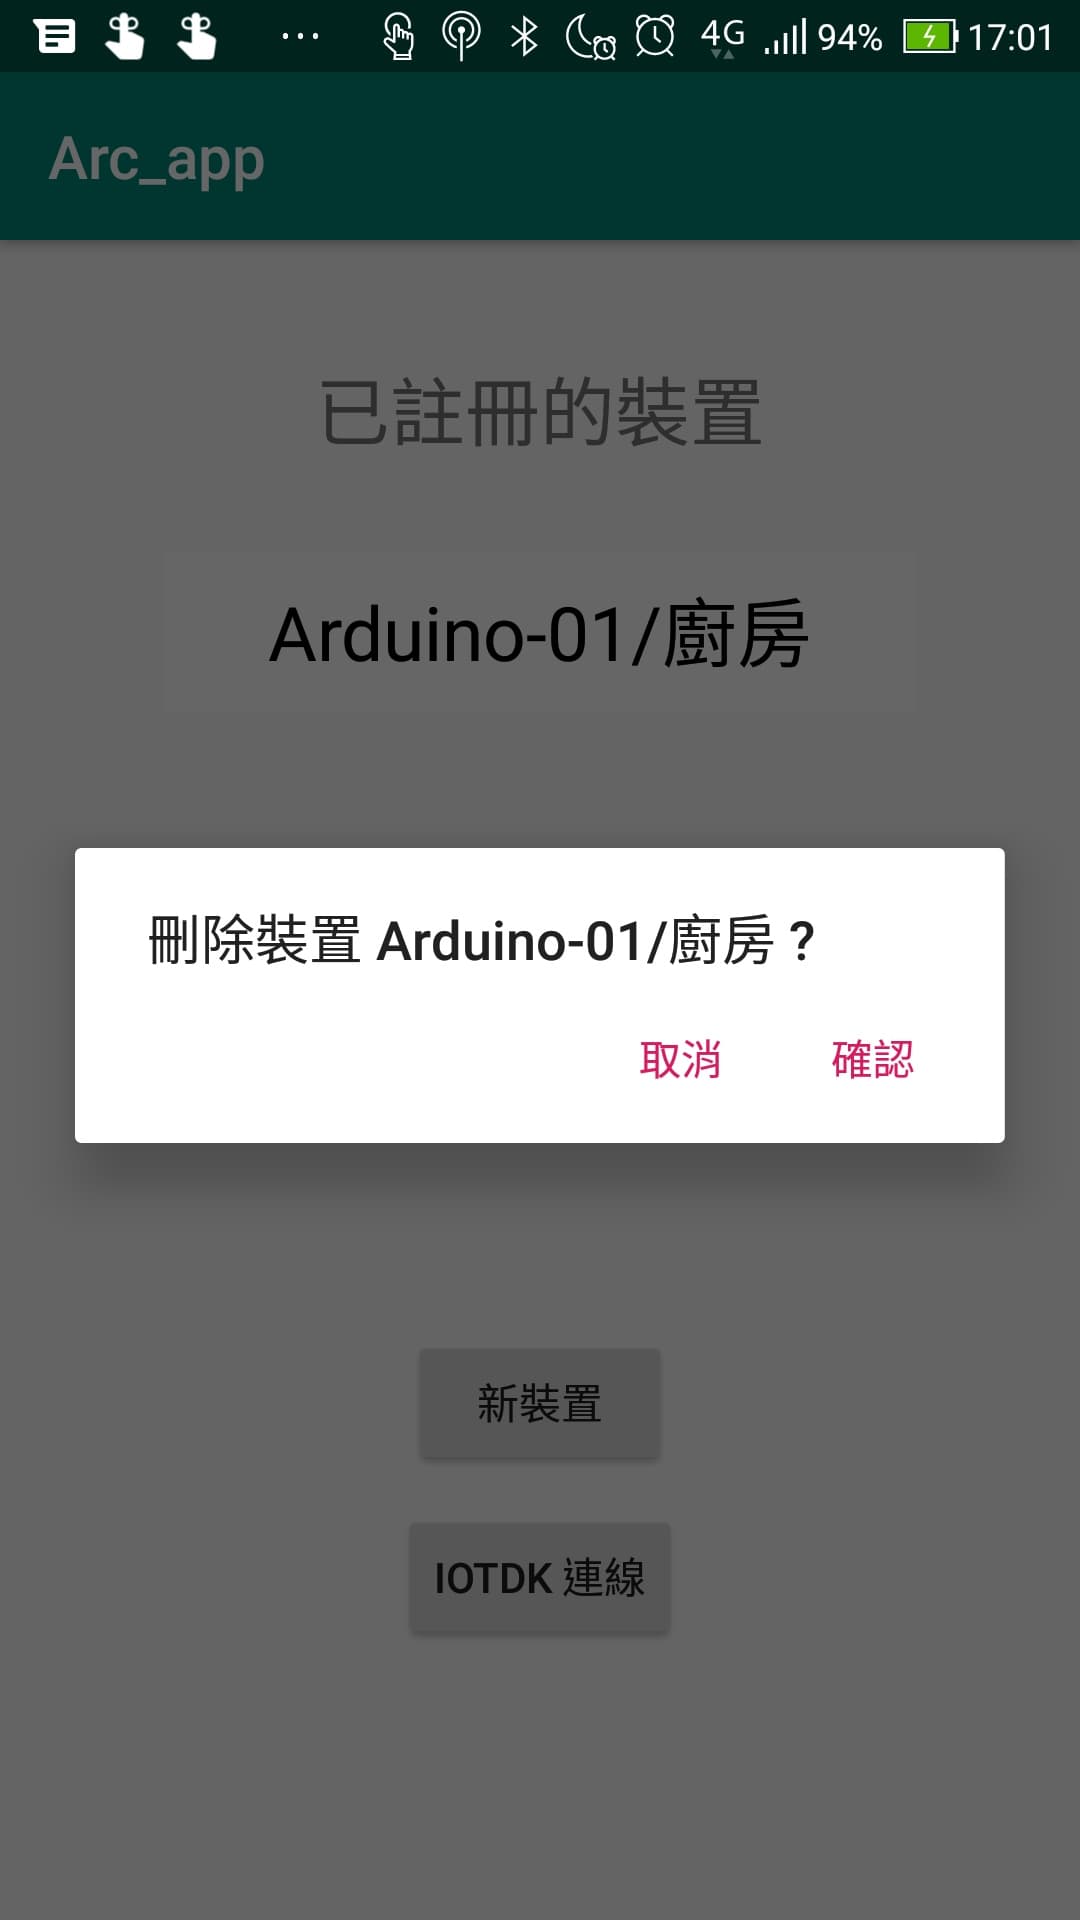 94% 17:01
4G
Arc_app
已註冊的裝置
Arduino-01/廚房
刪除裝置 Arduino-01/廚房 ?
取消 確認
新裝置
IOTDK 連線